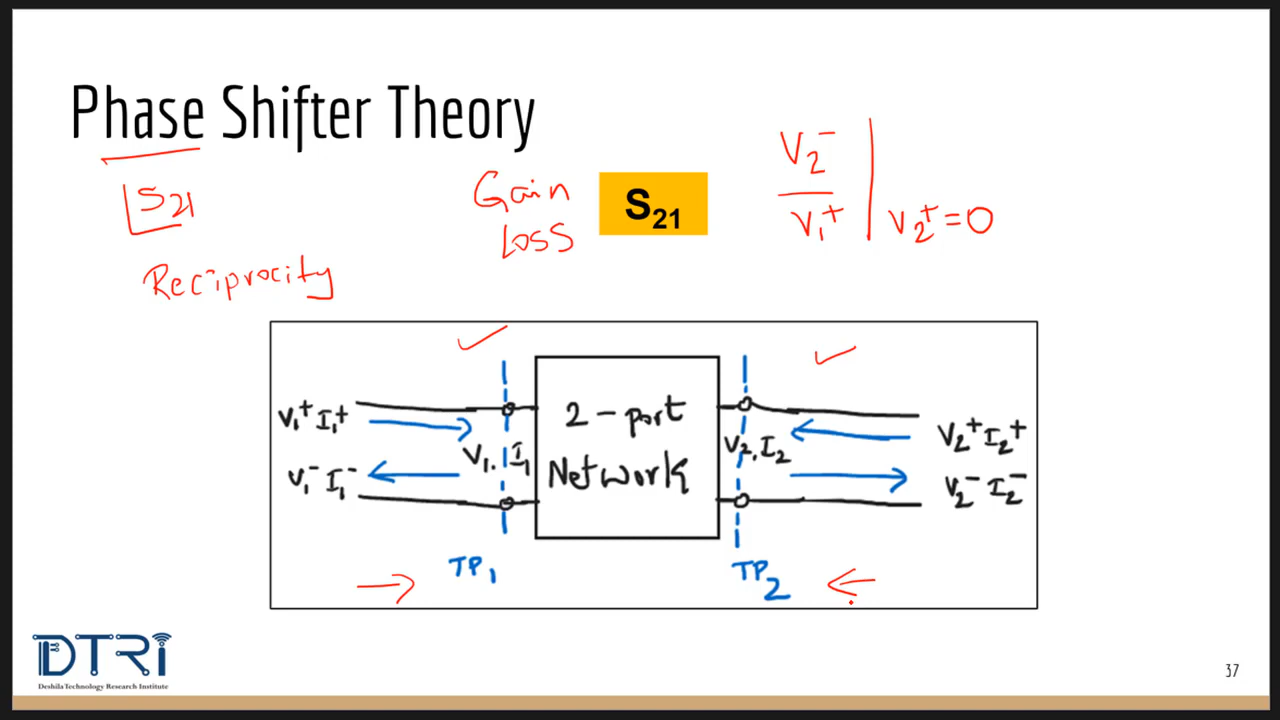 Phase Shifter Theory
S21
Reciprocity
Gain
Loss
S21
V2-
V1+
V2+=0
V1+ I1+
V1- I1-
V1, I1
2-port
Network
V2, I2
V2+ I2+
V2- I2-
TP1
TP2
DTRi
Deshila Technology Research Institute
37